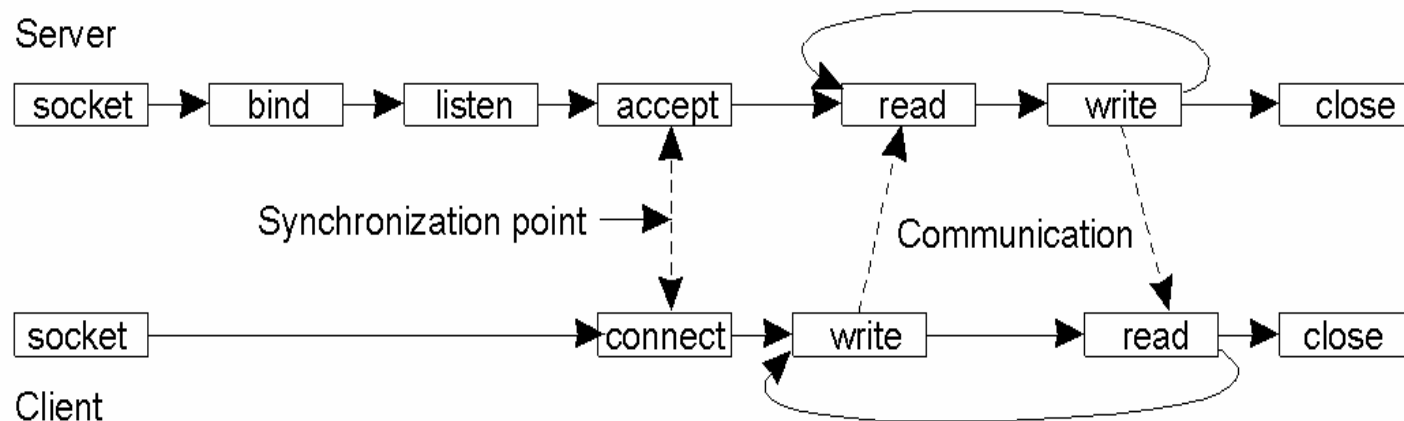 Server
socket bind listen accept read write close
Synchronization point
Communication
socket connect write read close
Client